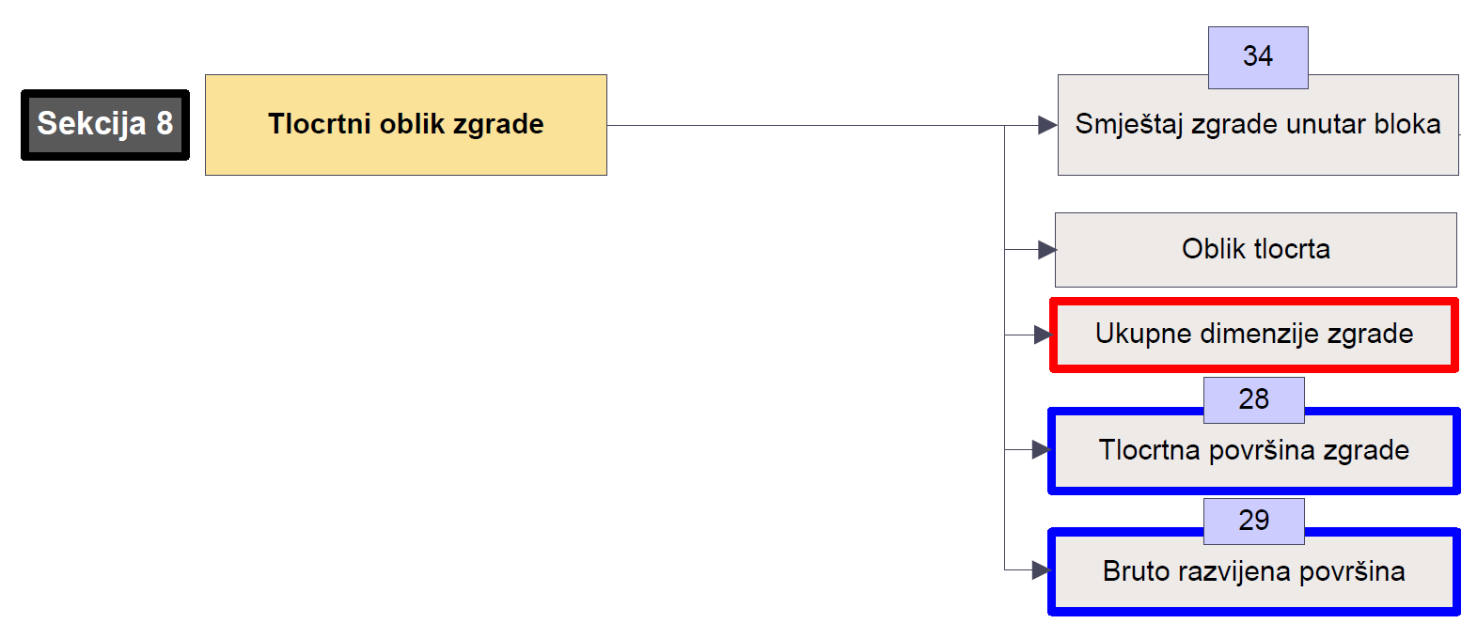 34
Sekcija 8
Tlocrtni oblik zgrade
Smještaj zgrade unutar bloka
Oblik tlocrta
Ukupne dimenzije zgrade
28
Tlocrtna površina zgrade
29
Bruto razvijena površina